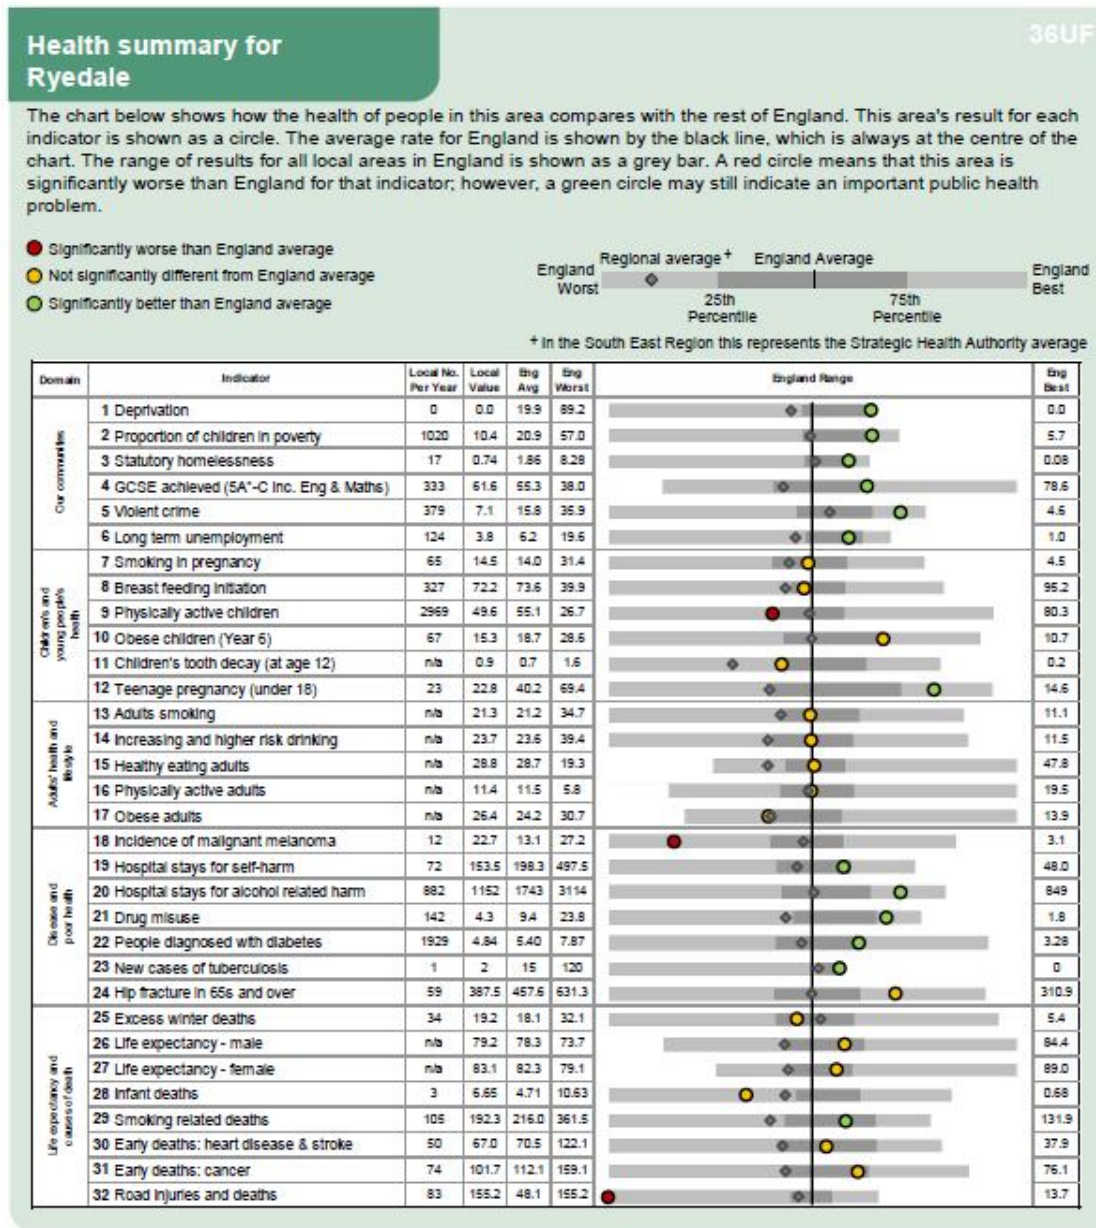 Health summary for
Ryedale
36UF
The chart below shows how the health of people in this area compares with the rest of England. This area's result for each
indicator is shown as a circle. The average rate for England is shown by the black line, which is always at the centre of the
chart. The range of results for all local areas in England is shown as a grey bar. A red circle means that this area is
significantly worse than England for that indicator; however, a green circle may still indicate an important public health
problem.
Significantly worse than England average
Not significantly different from England average
Significantly better than England average
Regional average+ England Average
England Worst
England Best
25th Percentile
75th Percentile
+ In the South East Region this represents the Strategic Health Authority average
Domain Indicator Local No. Per Year Local Value Eng Avg Eng Worst England Range Eng Best
Our communities
1 Deprivation 0 0.0 19.9 89.2 0.0
2 Proportion of children in poverty 1020 10.4 20.9 57.0 5.7
3 Statutory homelessness 17 0.74 1.86 8.28 0.08
4 GCSE achieved (5A*-C inc. Eng & Maths) 333 61.6 55.3 38.0 78.6
5 Violent crime 379 7.1 15.8 35.9 4.6
6 Long term unemployment 124 3.8 6.2 19.6 1.0
Children's and young people's health
7 Smoking in pregnancy 65 14.5 14.0 31.4 4.5
8 Breast feeding initiation 327 72.2 73.6 39.9 95.2
9 Physically active children 2969 49.6 55.1 26.7 80.3
10 Obese children (Year 6) 67 15.3 18.7 28.6 10.7
11 Children's tooth decay (at age 12) n/a 0.9 0.7 1.6 0.2
12 Teenage pregnancy (under 18) 23 22.8 40.2 69.4 14.6
Adults' health and lifestyle
13 Adults smoking n/a 21.3 21.2 34.7 11.1
14 Increasing and higher risk drinking n/a 23.7 23.6 39.4 11.5
15 Healthy eating adults n/a 28.8 28.7 19.3 47.8
16 Physically active adults n/a 11.4 11.5 5.8 19.5
17 Obese adults n/a 26.4 24.2 30.7 13.9
Disease and poor health
18 Incidence of malignant melanoma 12 22.7 13.1 27.2 3.1
19 Hospital stays for self-harm 72 153.5 198.3 497.5 48.0
20 Hospital stays for alcohol related harm 882 1152 1743 3114 849
21 Drug misuse 142 4.3 9.4 23.8 1.8
22 People diagnosed with diabetes 1929 4.84 5.40 7.87 3.28
23 New cases of tuberculosis 1 2 15 120 0
24 Hip fracture in 65s and over 59 387.5 457.6 631.3 310.9
Life expectancy and causes of death
25 Excess winter deaths 34 19.2 18.1 32.1 5.4
26 Life expectancy - male n/a 79.2 78.3 73.7 84.4
27 Life expectancy - female n/a 83.1 82.3 79.1 89.0
28 Infant deaths 3 6.65 4.71 10.63 0.68
29 Smoking related deaths 105 192.3 216.0 361.5 131.9
30 Early deaths: heart disease & stroke 50 67.0 70.5 122.1 37.9
31 Early deaths: cancer 74 101.7 112.1 159.1 76.1
32 Road injuries and deaths 83 155.2 48.1 155.2 13.7